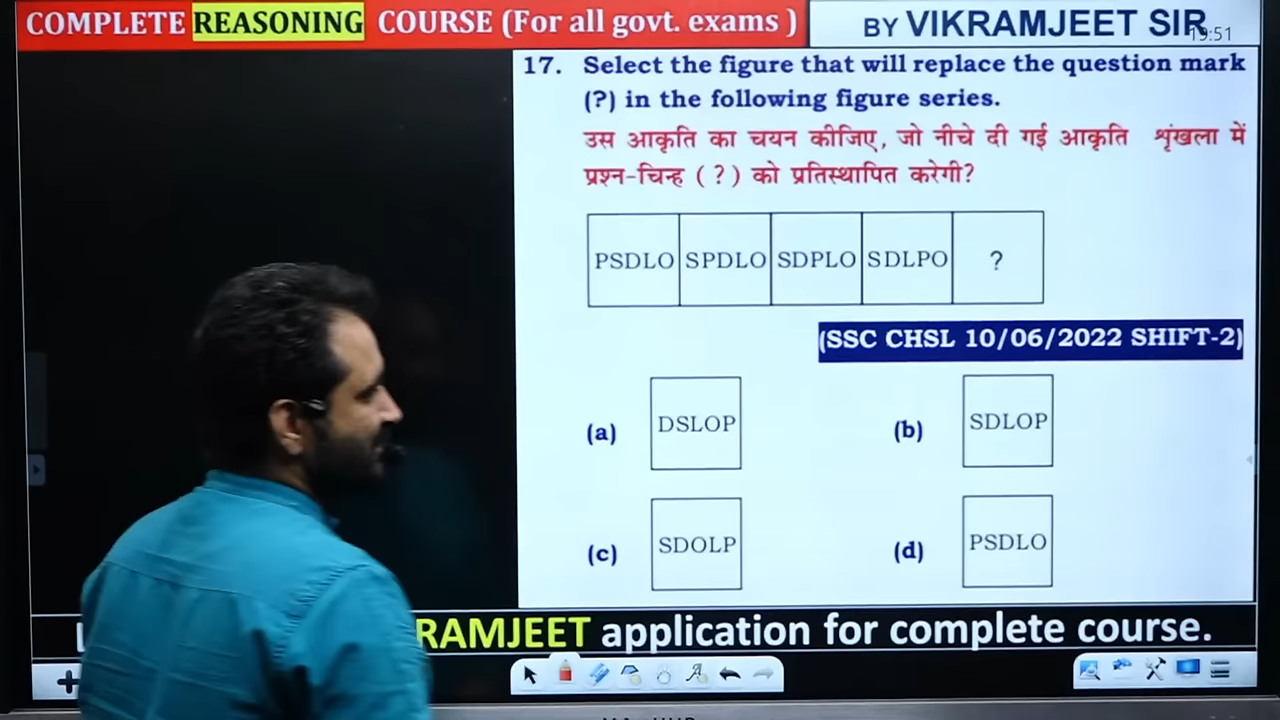 COMPLETE REASONING COURSE (For all govt. exams )
BY VIKRAMJEET SIR
19:51
17. Select the figure that will replace the question mark
(?) in the following figure series.
उस आकृति का चयन कीजिए, जो नीचे दी गई आकृति श्रृंखला में
प्रश्न-चिन्ह ( ? ) को प्रतिस्थापित करेगी?
PSDLO SPDLO SDPLO SDLPO ?
(SSC CHSL 10/06/2022 SHIFT-2)
(a) DSLOP
(b) SDLOP
(c) SDOLP
(d) PSDLO
RAMJEET application for complete course.